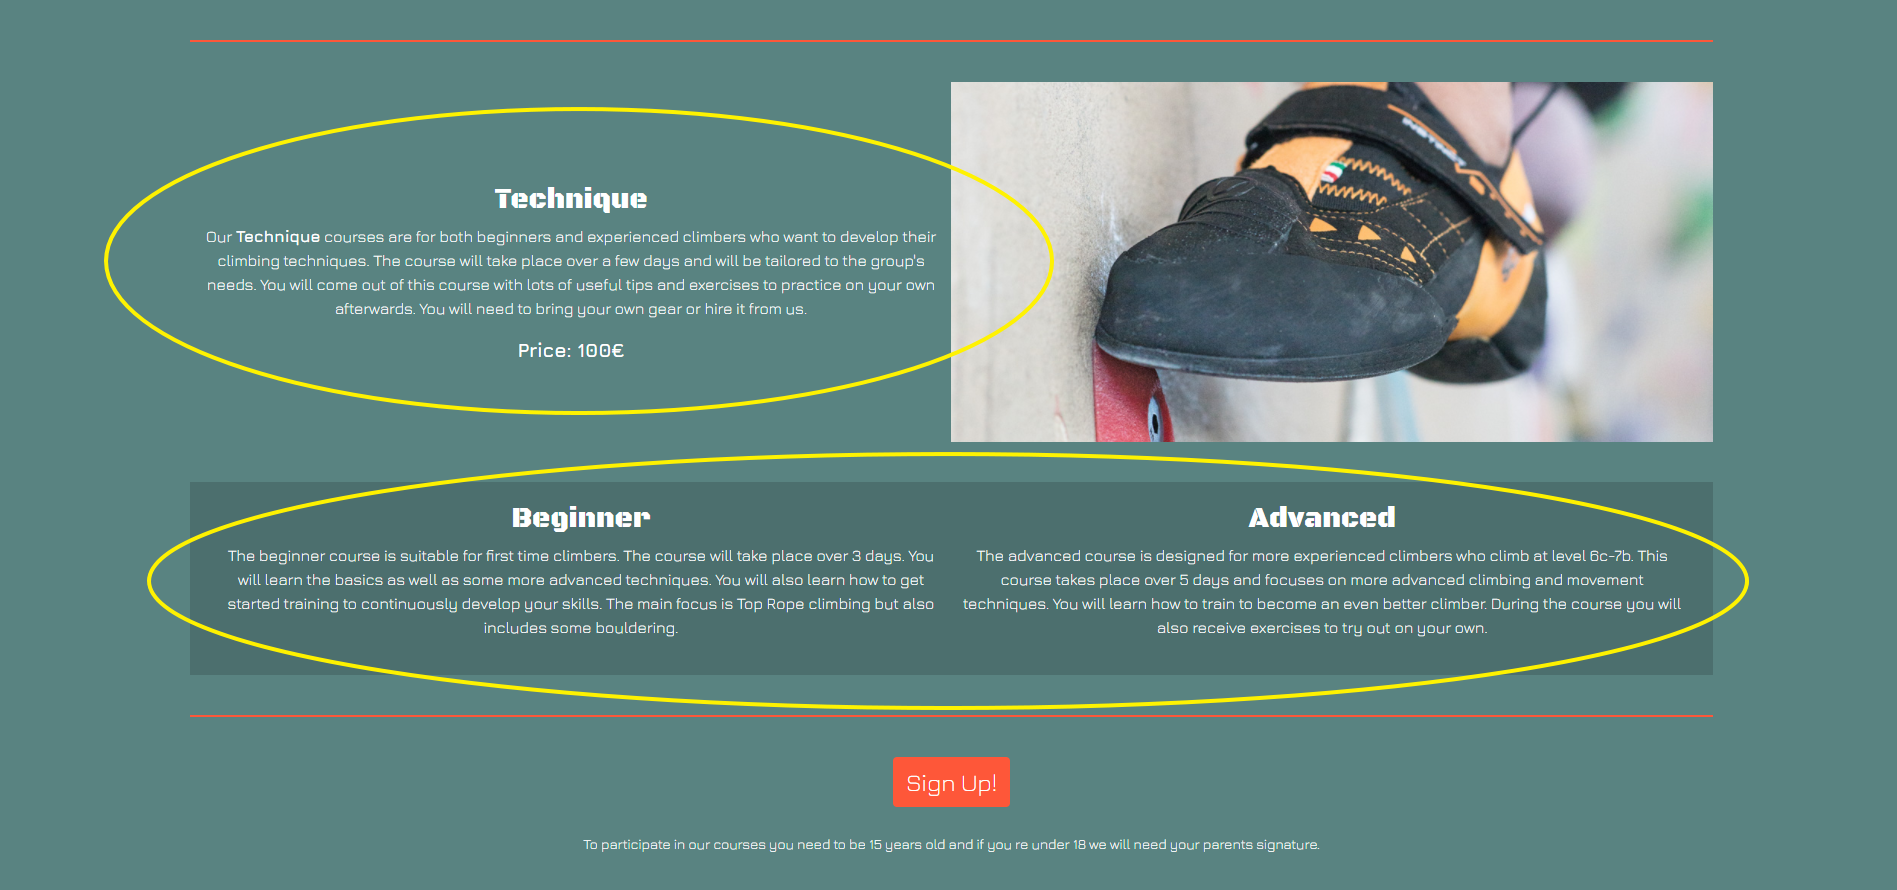 Technique
Our Technique courses are for both beginners and experienced climbers who want to develop their
climbing techniques. The course will take place over a few days and will be tailored to the group's
needs. You will come out of this course with lots of useful tips and exercises to practice on your own
afterwards. You will need to bring your own gear or hire it from us.
Price: 100€
INSTINCT
Beginner
The beginner course is suitable for first time climbers. The course will take place over 3 days. You
will learn the basics as well as some more advanced techniques. You will also learn how to get
started training to continuously develop your skills. The main focus is Top Rope climbing but also
includes some bouldering.
Advanced
The advanced course is designed for more experienced climbers who climb at level 6c-7b. This
course takes place over 5 days and focuses on more advanced climbing and movement
techniques. You will learn how to train to become an even better climber. During the course you will
also receive exercises to try out on your own.
Sign Up!
To participate in our courses you need to be 15 years old and if you re under 18 we will need your parents signature.